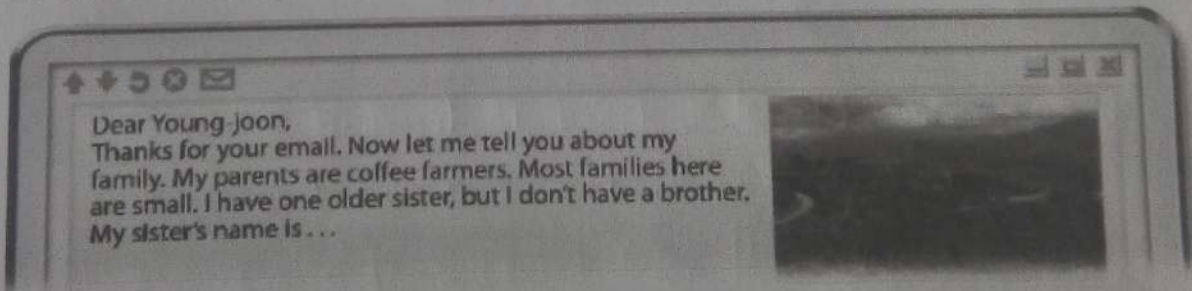 Dear Young-joon,
Thanks for your email. Now let me tell you about my
family. My parents are coffee farmers. Most families here
are small. I have one older sister, but I don't have a brother.
My sister's name is . . .